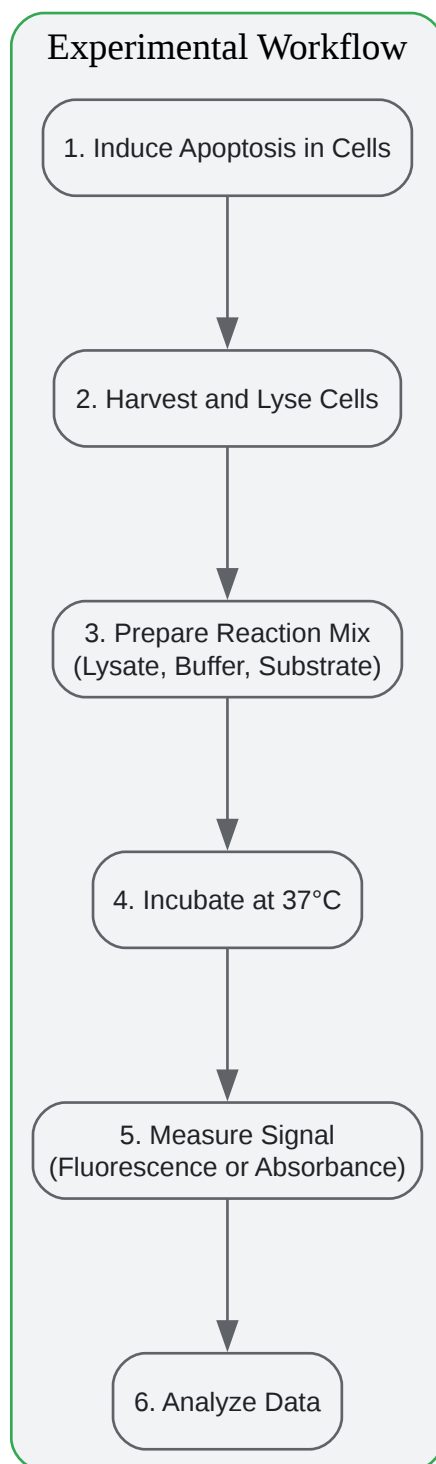 Experimental Workflow
1. Induce Apoptosis in Cells
2. Harvest and Lyse Cells
3. Prepare Reaction Mix
(Lysate, Buffer, Substrate)
4. Incubate at 37°C
5. Measure Signal
(Fluorescence or Absorbance)
6. Analyze Data